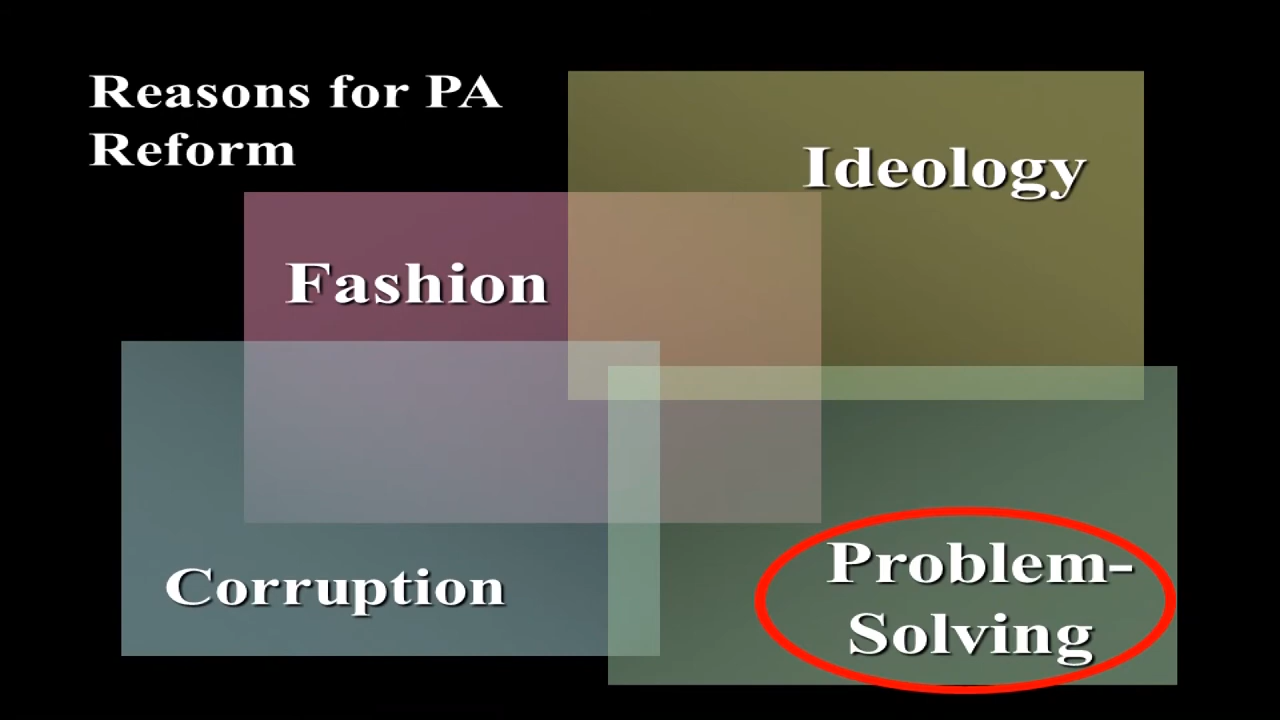 Reasons for PA
Reform
Ideology
Fashion
Corruption
Problem-
Solving